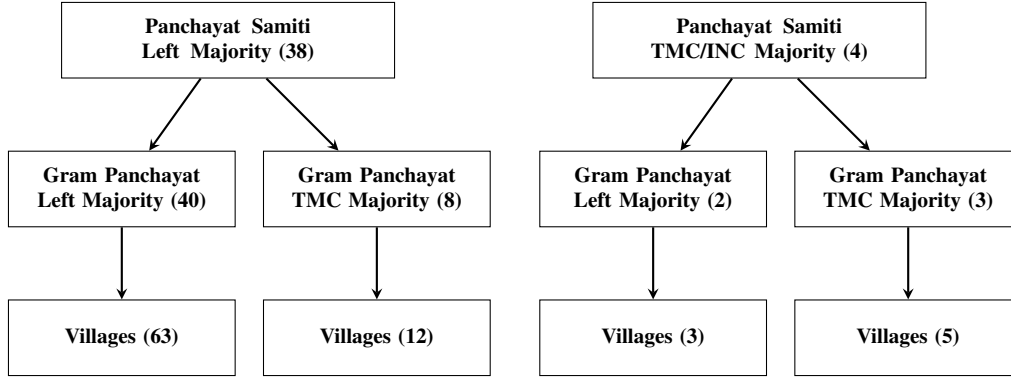 Panchayat Samiti
Left Majority (38)
Panchayat Samiti
TMC/INC Majority (4)
Gram Panchayat
Left Majority (40)
Gram Panchayat
TMC Majority (8)
Gram Panchayat
Left Majority (2)
Gram Panchayat
TMC Majority (3)
Villages (63)
Villages (12)
Villages (3)
Villages (5)